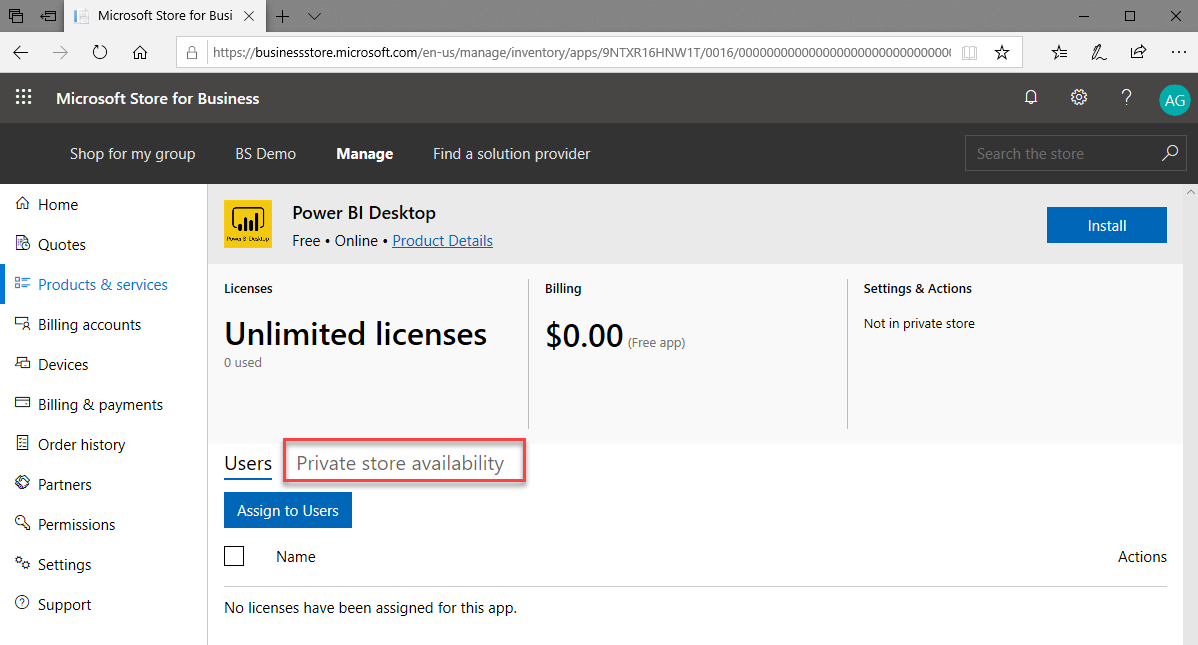 Microsoft Store for Busi
https://businessstore.microsoft.com/en-us/manage/inventory/apps/9NTXR16HNW1T/0016/00000000000000000000000000000
Microsoft Store for Business
?
AG
Shop for my group
BS Demo
Manage
Find a solution provider
Search the store
Home
Quotes
Products & services
Billing accounts
Devices
Billing & payments
Order history
Partners
Permissions
Settings
Support
Power BI Desktop
Power BI Desktop
Free • Online • Product Details
Install
Licenses
Unlimited licenses
0 used
Billing
$0.00 (Free app)
Settings & Actions
Not in private store
Users
Private store availability
Assign to Users
Name
Actions
No licenses have been assigned for this app.